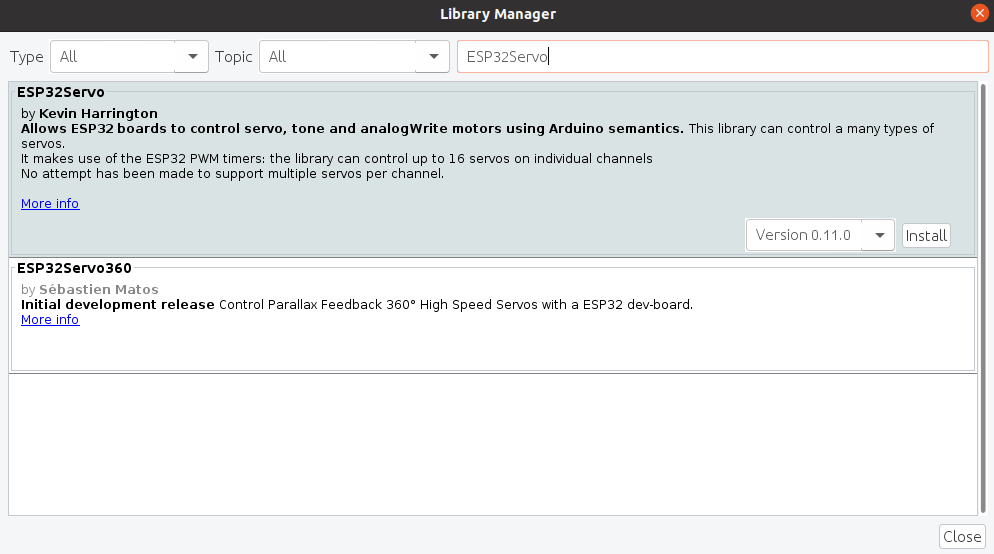 Library Manager
Type All Topic All ESP32Servo
ESP32Servo
by Kevin Harrington
Allows ESP32 boards to control servo, tone and analogWrite motors using Arduino semantics. This library can control a many types of
servos.
It makes use of the ESP32 PWM timers: the library can control up to 16 servos on individual channels
No attempt has been made to support multiple servos per channel.
More info
Version 0.11.0 Install
ESP32Servo360
by Sébastien Matos
Initial development release Control Parallax Feedback 360° High Speed Servos with a ESP32 dev-board.
More info
Close